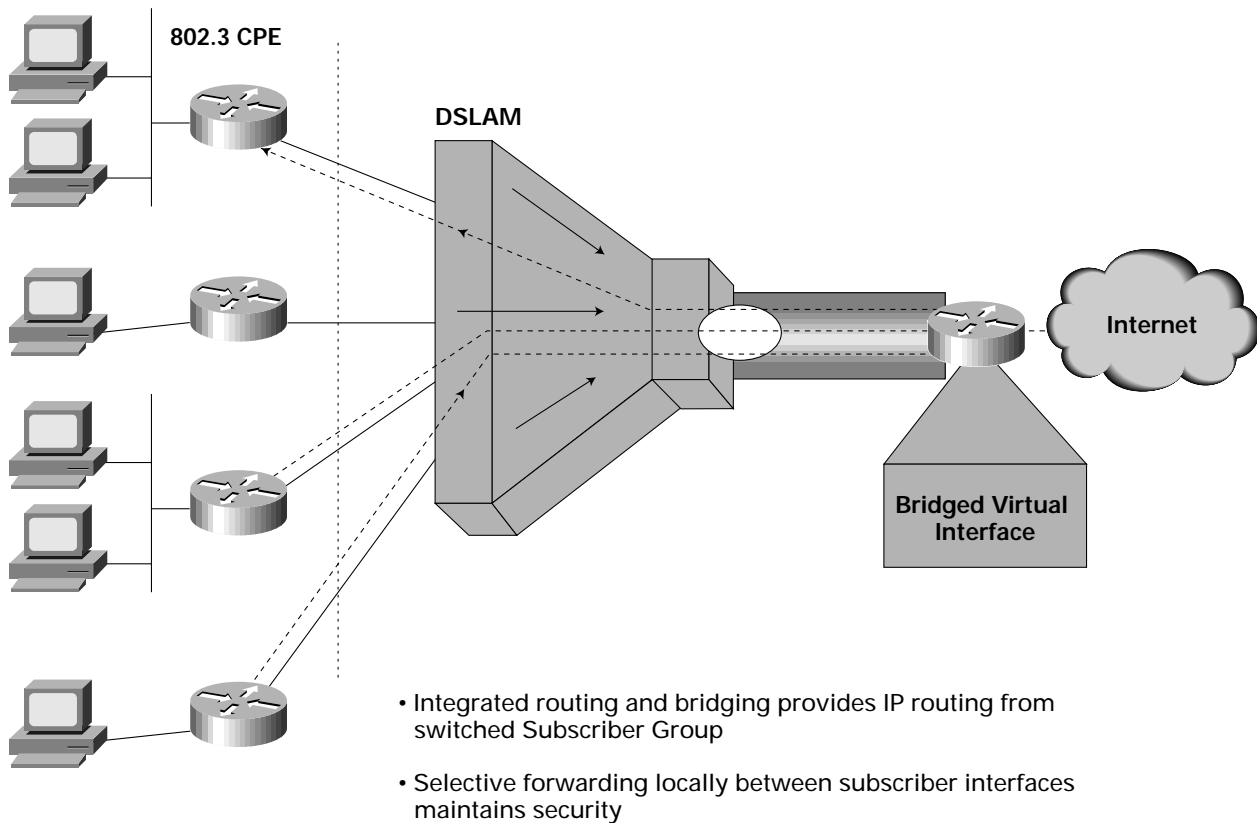 802.3 CPE
DSLAM
Internet
Bridged Virtual
Interface
• Integrated routing and bridging provides IP routing from
switched Subscriber Group
• Selective forwarding locally between subscriber interfaces
maintains security